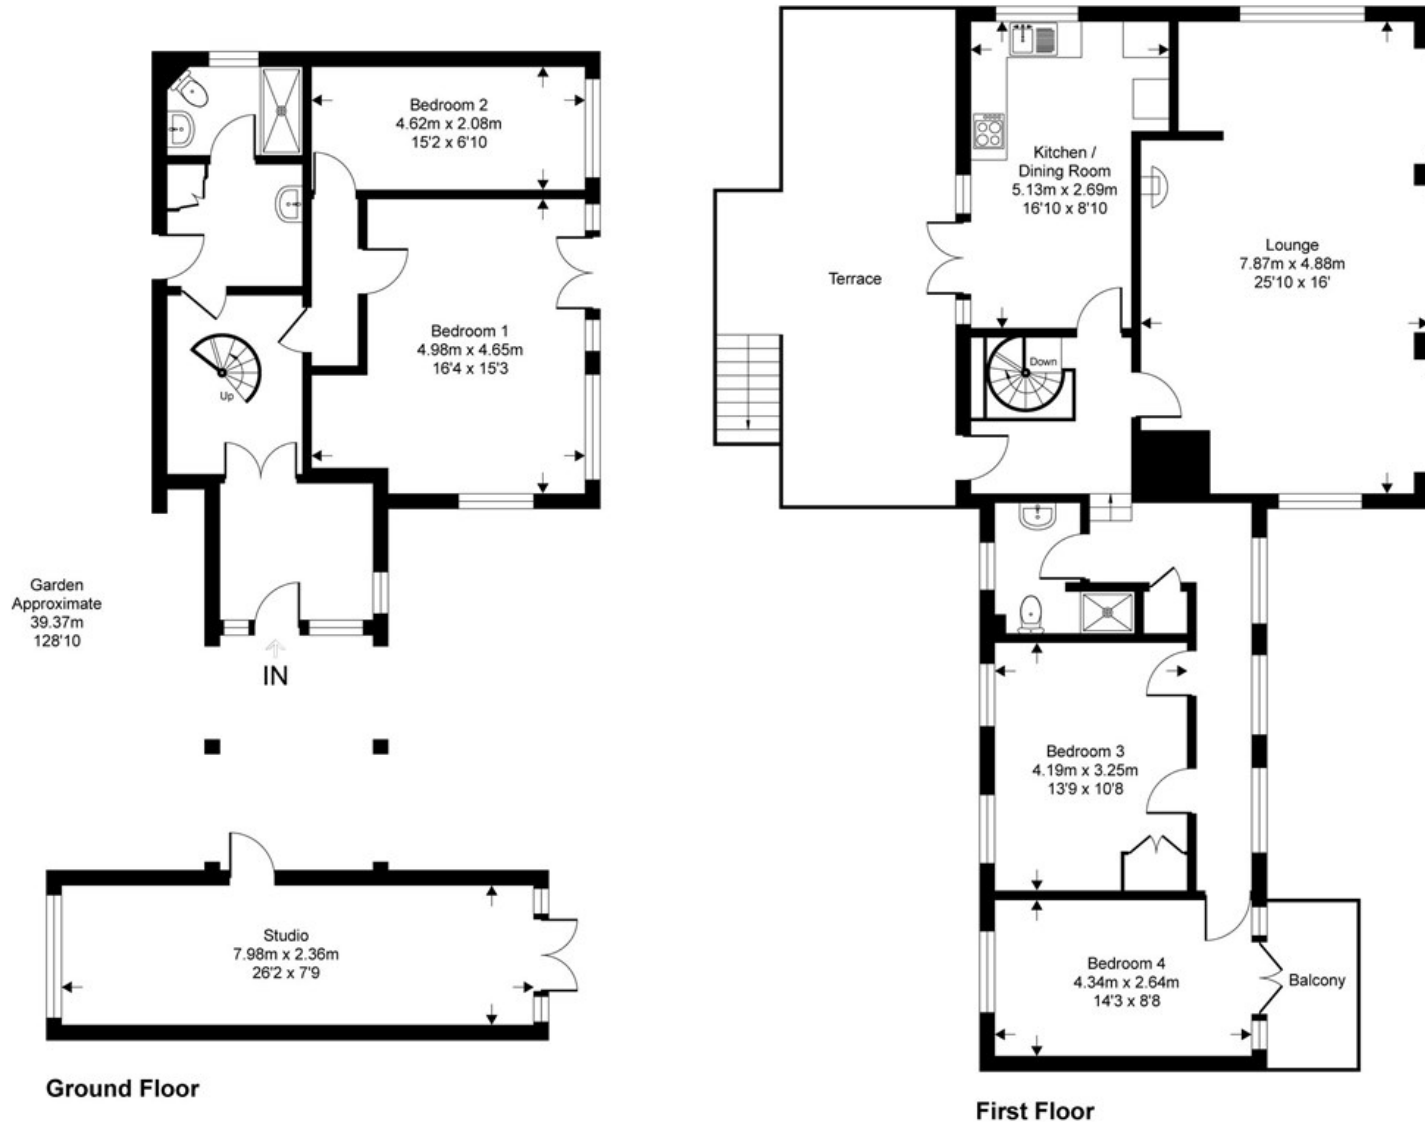 Bedroom 2
4.62m x 2.08m
15'2 x 6'10
Bedroom 1
4.98m x 4.65m
16'4 x 15'3
Up
Garden
Approximate
39.37m
128'10
IN
Studio
7.98m x 2.36m
26'2 x 7'9
Ground Floor
Terrace
Kitchen /
Dining Room
5.13m x 2.69m
16'10 x 8'10
Lounge
7.87m x 4.88m
25'10 x 16'
Down
Bedroom 3
4.19m x 3.25m
13'9 x 10'8
Bedroom 4
4.34m x 2.64m
14'3 x 8'8
Balcony
First Floor